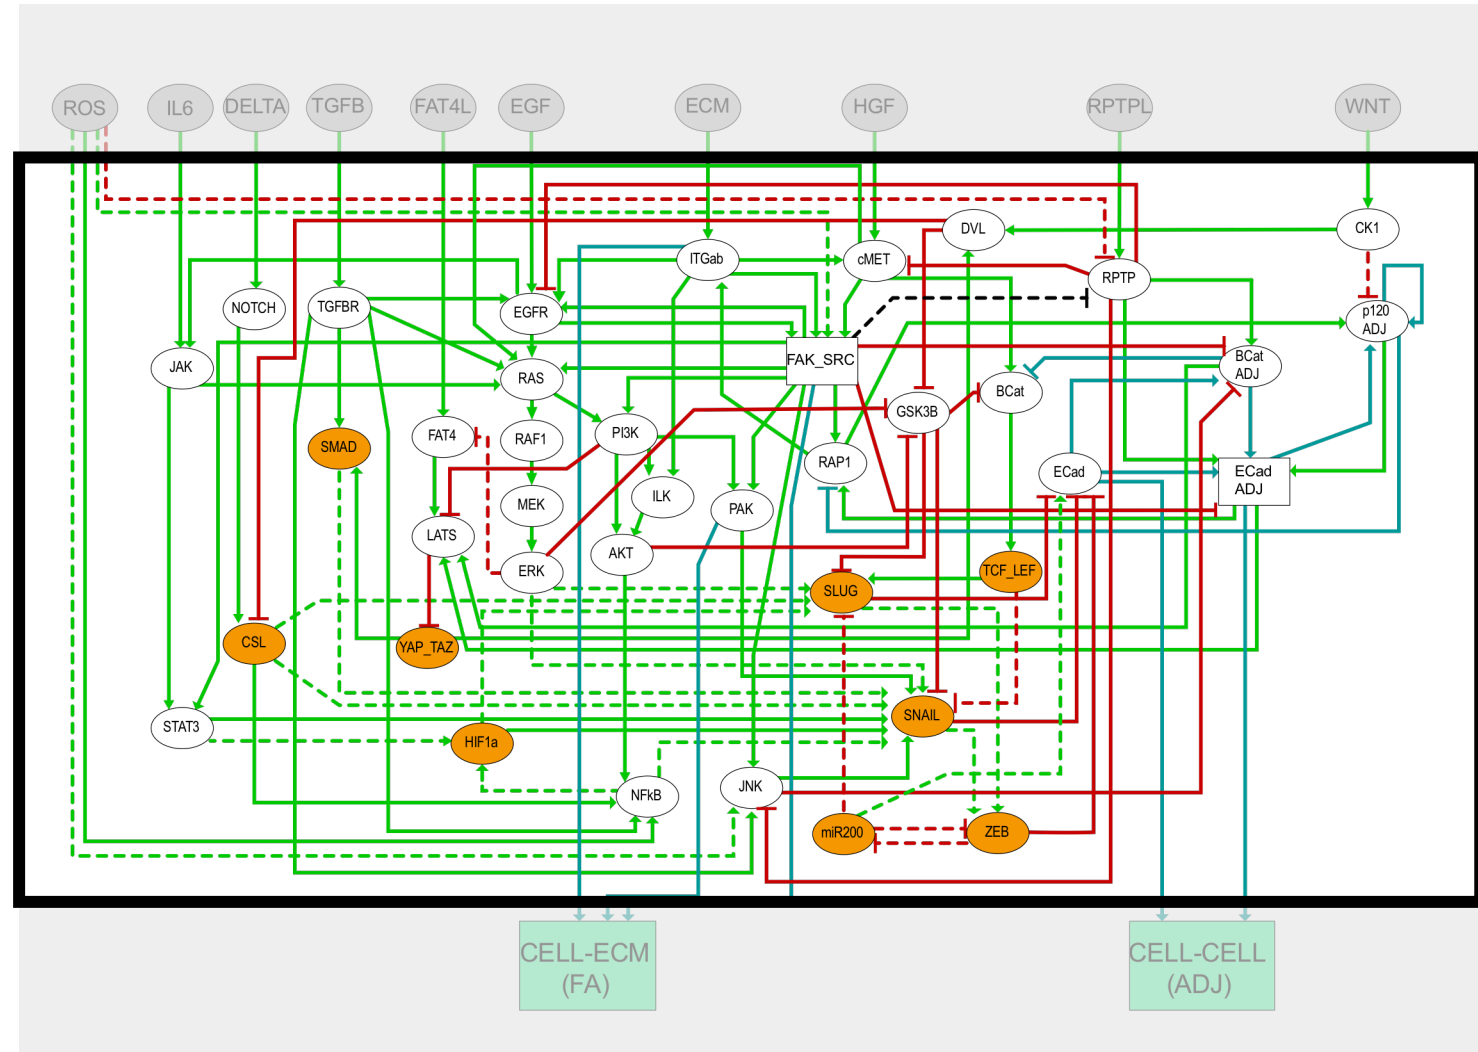 ROS
IL6
DELTA
TGFB
FAT4L
EGF
ECM
HGF
RPTPL
WNT
DVL
CK1
ITGab
cMET
RPTP
NOTCH
TGFBR
EGFR
p120
ADJ
JAK
RAS
FAK_SRC
BCat
ADJ
BCat
GSK3B
SMAD
FAT4
RAF1
PI3K
RAP1
ECad
ECad
ADJ
MEK
ILK
PAK
LATS
AKT
ERK
SLUG
TCF_LEF
CSL
YAP_TAZ
STAT3
HIF1a
SNAIL
NFkB
JNK
miR200
ZEB
CELL-ECM
(FA)
CELL-CELL
(ADJ)